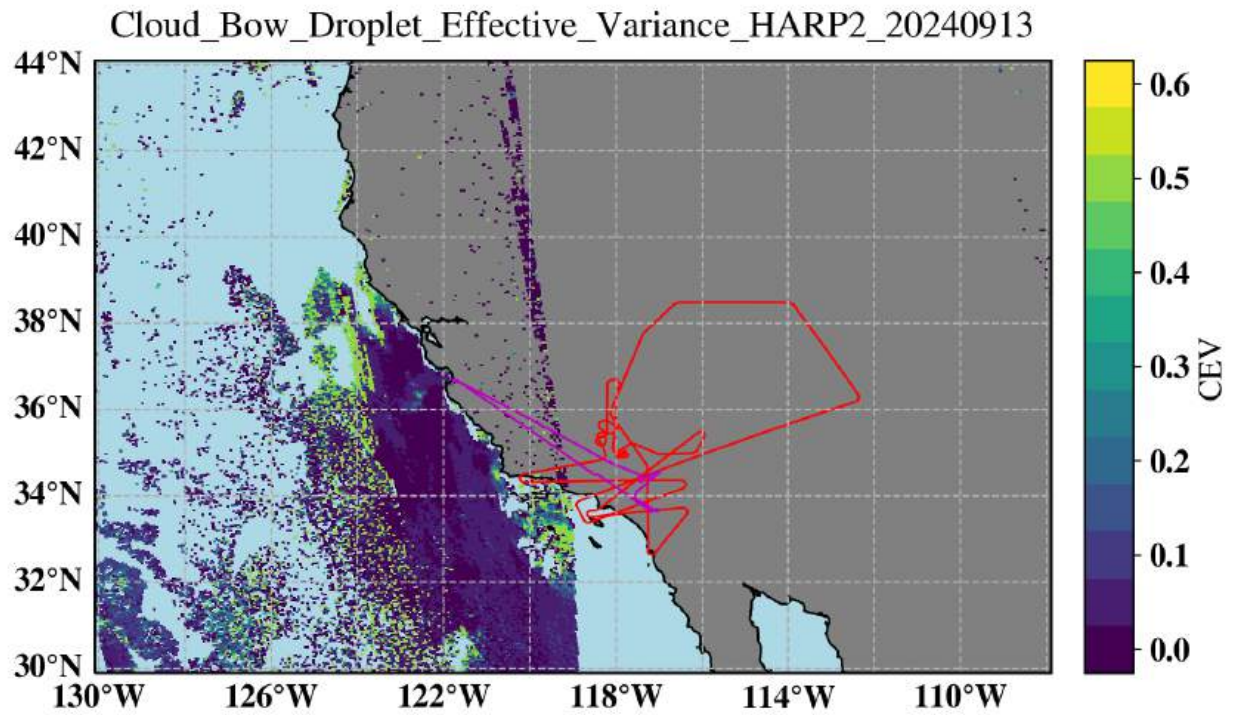 Cloud_Bow_Droplet_Effective_Variance_HARP2_20240913
44°N
42°N
40°N
38°N
36°N
34°N
32°N
30°N
130°W 126°W 122°W 118°W 114°W 110°W
0.6
0.5
0.4
0.3
0.2
0.1
0.0
CEV